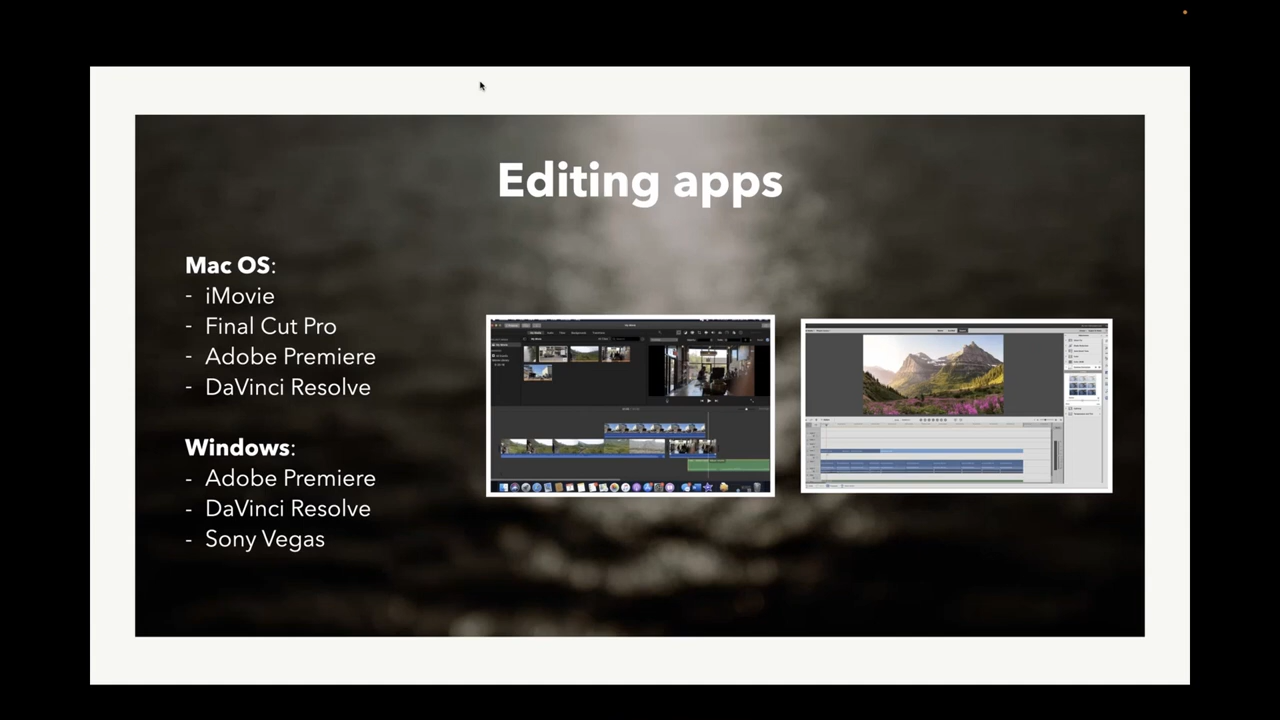 Editing apps
Mac OS:
- iMovie
- Final Cut Pro
- Adobe Premiere
- DaVinci Resolve
Windows:
- Adobe Premiere
- DaVinci Resolve
- Sony Vegas